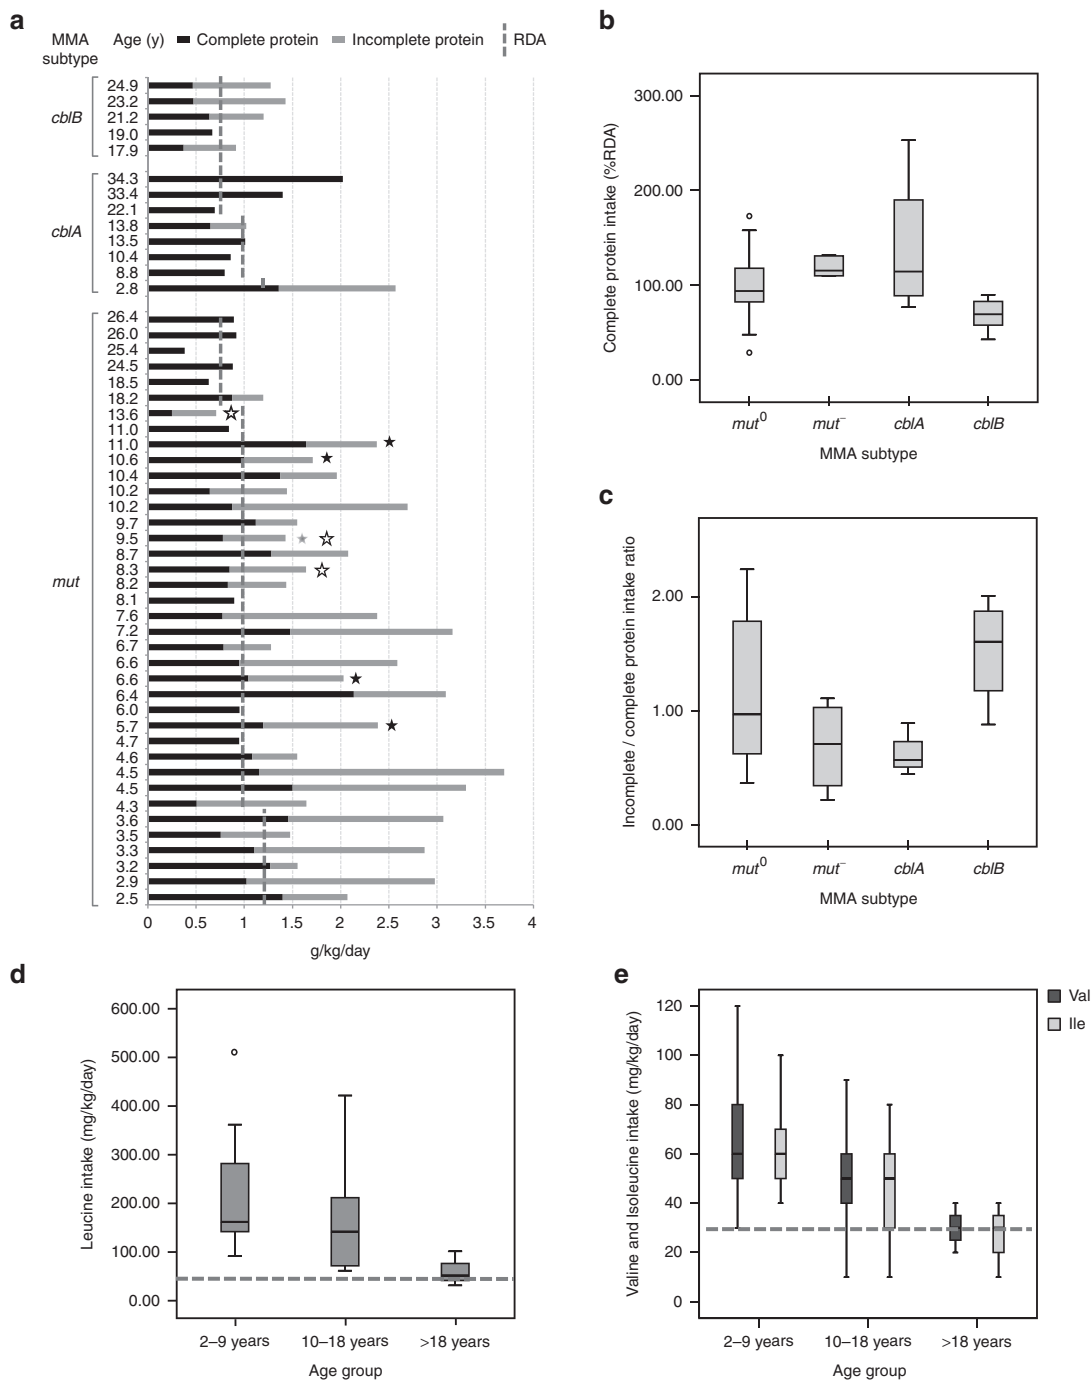 a
MMA subtype
Age (y)
Complete protein
Incomplete protein
RDA
cblB
24.9
23.2
21.2
19.0
17.9
cblA
34.3
33.4
22.1
13.8
13.5
10.4
8.8
2.8
mut
26.4
26.0
25.4
24.5
18.5
18.2
13.6
11.0
11.0
10.6
10.4
10.2
10.2
9.7
9.5
8.7
8.3
8.2
8.1
7.6
7.2
6.7
6.6
6.6
6.4
6.0
5.7
4.7
4.6
4.5
4.5
4.3
3.6
3.5
3.3
3.2
2.9
2.5
0 0.5 1 1.5 2 2.5 3 3.5 4
g/kg/day
b
Complete protein intake (%RDA)
300.00
200.00
100.00
0.00
mut⁰ mut⁻ cblA cblB
MMA subtype
c
Incomplete / complete protein intake ratio
2.00
1.00
0.00
mut⁰ mut⁻ cblA cblB
MMA subtype
d
Leucine intake (mg/kg/day)
600.00
500.00
400.00
300.00
200.00
100.00
0.00
2–9 years 10–18 years >18 years
Age group
e
Valine and Isoleucine intake (mg/kg/day)
120
100
80
60
40
20
0
Val
Ile
2–9 years 10–18 years >18 years
Age group